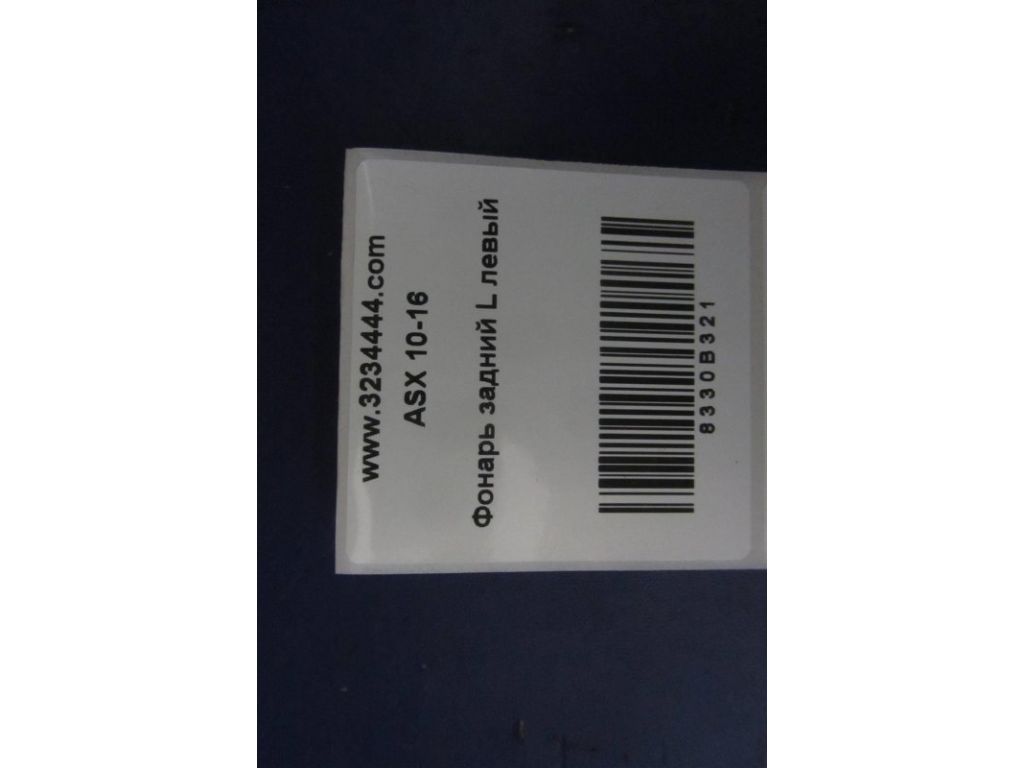 www.3234444.com
ASX 10-16
Фонарь задний L левый
8330B321